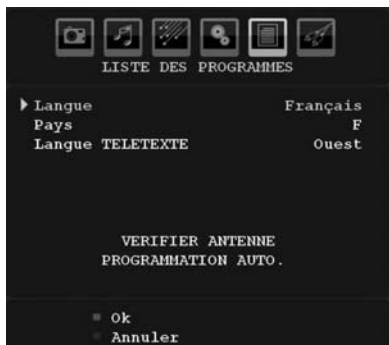 LISTE DES PROGRAMMES
Langue Français
Pays F
Langue TELETEXTE Ouest
VERIFIER ANTENNE
PROGRAMMATION AUTO.
Ok
Annuler